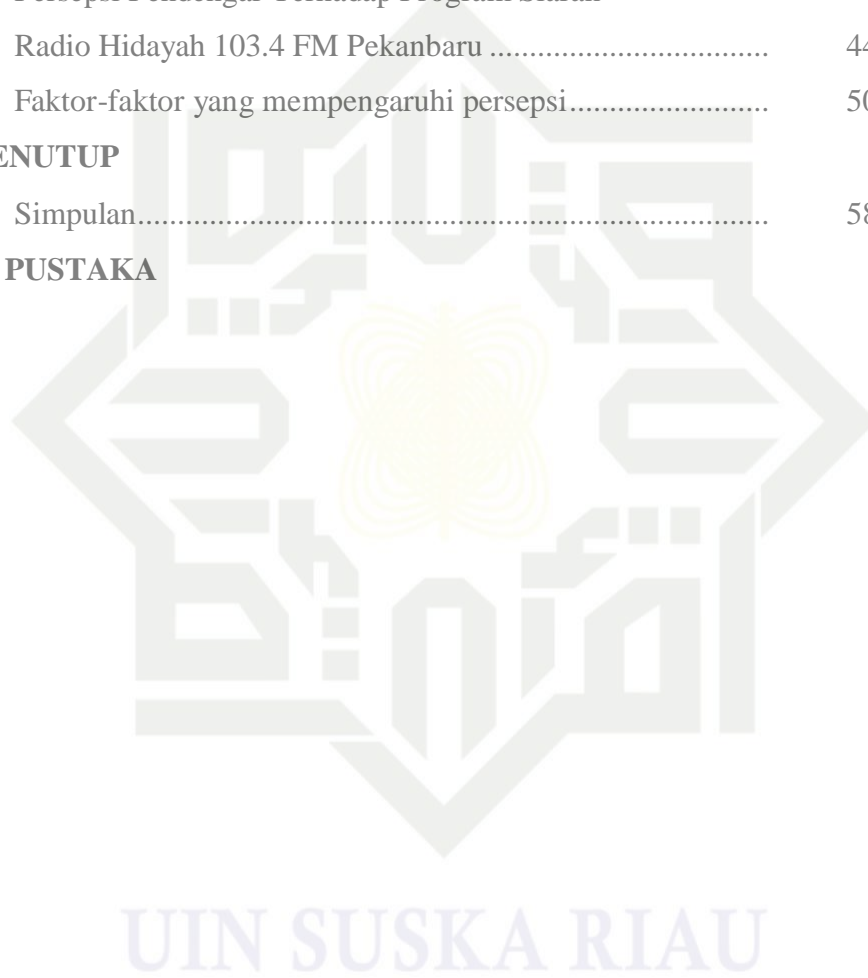 Persepsi Pendengar Terhadap Program Siaran
Radio Hidayah 103.4 FM Pekanbaru .................................. 44
Faktor-faktor yang mempengaruhi persepsi......................... 50
ENUTUP
Simpulan............................................................................... 58
PUSTAKA
UIN SUSKA RIAU